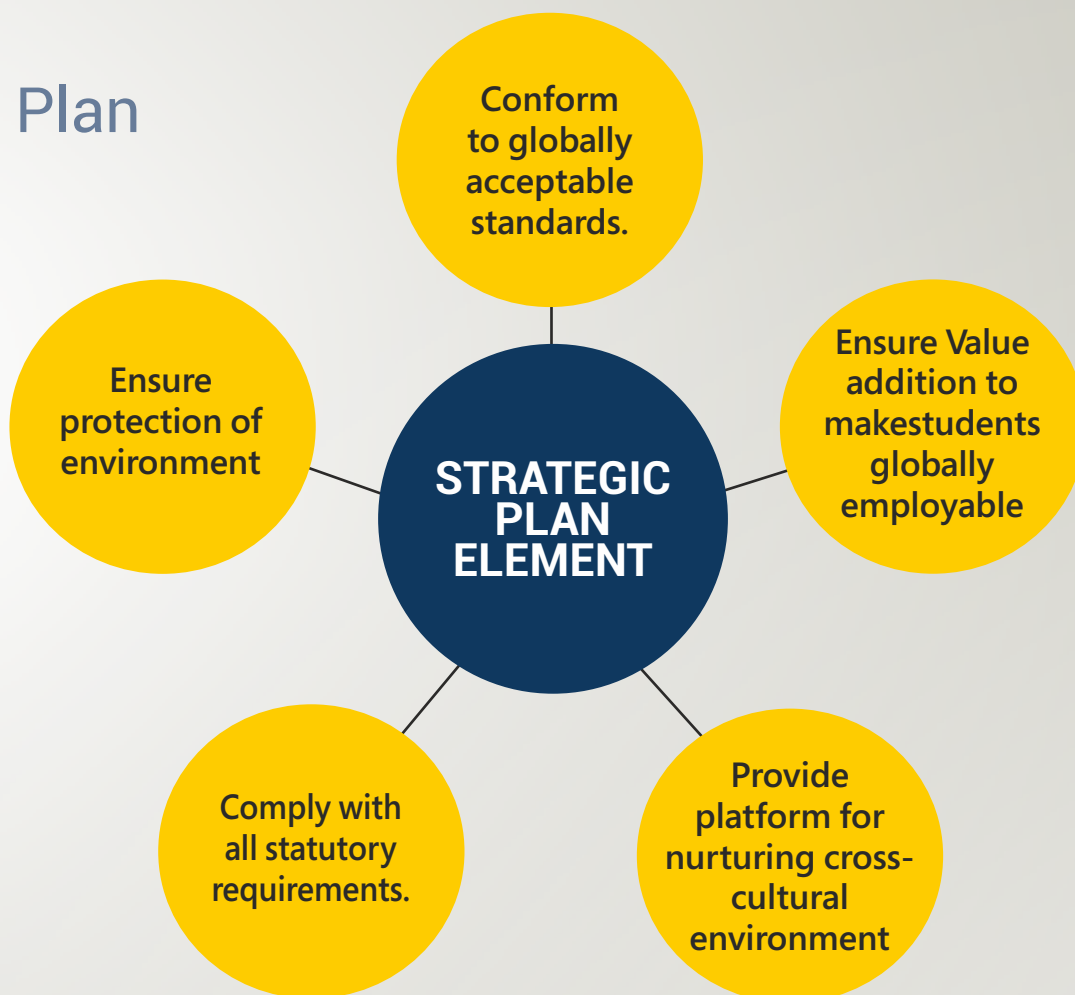 Plan
Conform
to globally
acceptable
standards.
Ensure Value
addition to
makestudents
globally
employable
Provide
platform for
nurturing cross-
cultural
environment
Comply with
all statutory
requirements.
Ensure
protection of
environment
STRATEGIC
PLAN
ELEMENT